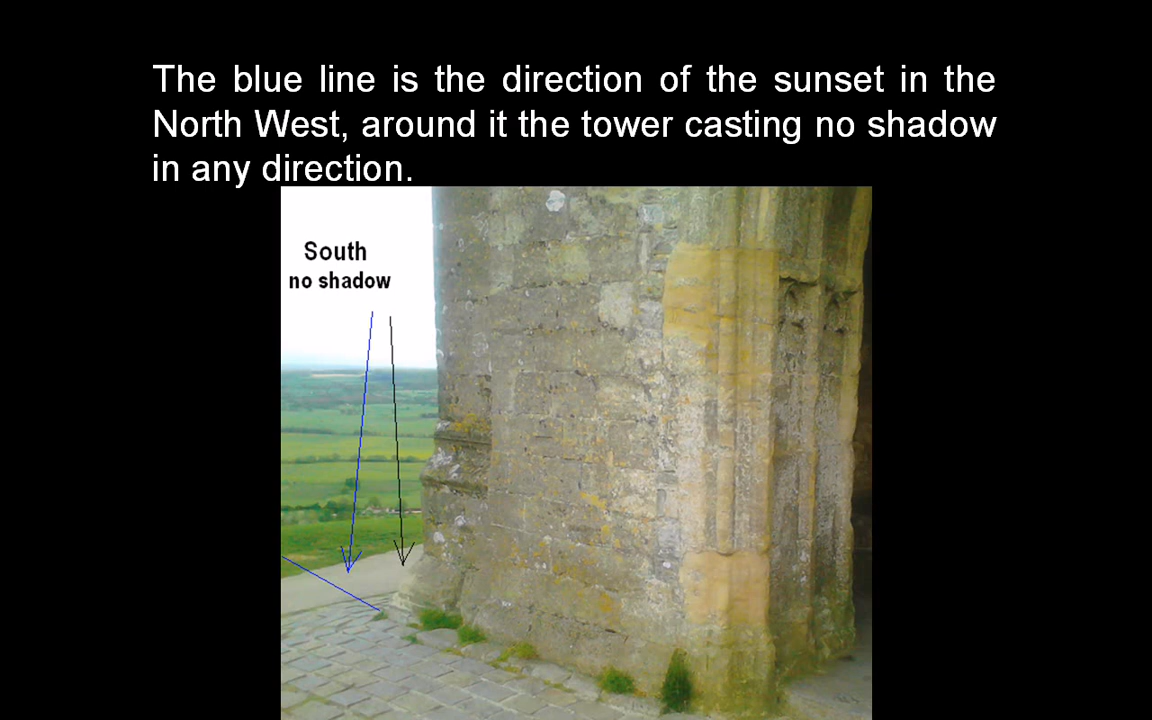 The blue line is the direction of the sunset in the
North West, around it the tower casting no shadow
in any direction.
South
no shadow